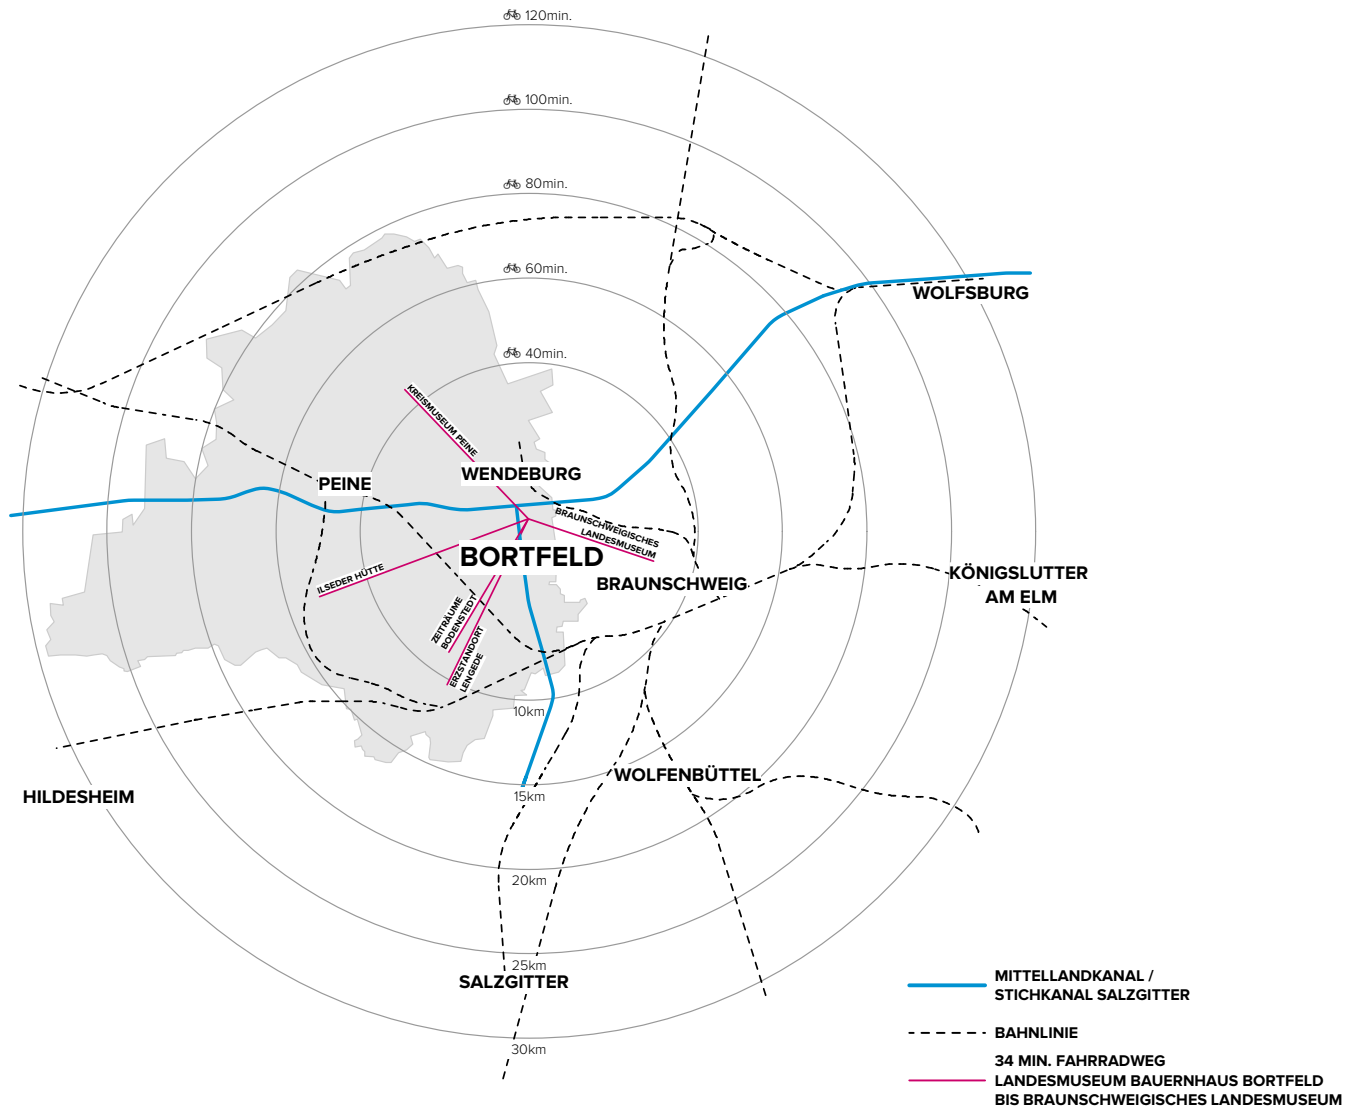 120min.
100min.
80min.
60min.
40min.
WOLFSBURG
KREISMUSEUM PEINE
WENDEBURG
PEINE
BRAUNSCHWEIGISCHES
LANDESMUSEUM
BORTFELD
ILSEDER HÜTTE
BRAUNSCHWEIG
KÖNIGSLUTTER
AM ELM
ZEITRÄUME
BODENSTEDT
ERZSTANDORT
LENGEDE
10km
WOLFENBÜTTEL
HILDESHEIM
15km
20km
25km
SALZGITTER
30km
MITTELLANDKANAL /
STICHKANAL SALZGITTER
BAHNLINIE
34 MIN. FAHRRADWEG
LANDESMUSEUM BAUERNHAUS BORTFELD
BIS BRAUNSCHWEIGISCHES LANDESMUSEUM